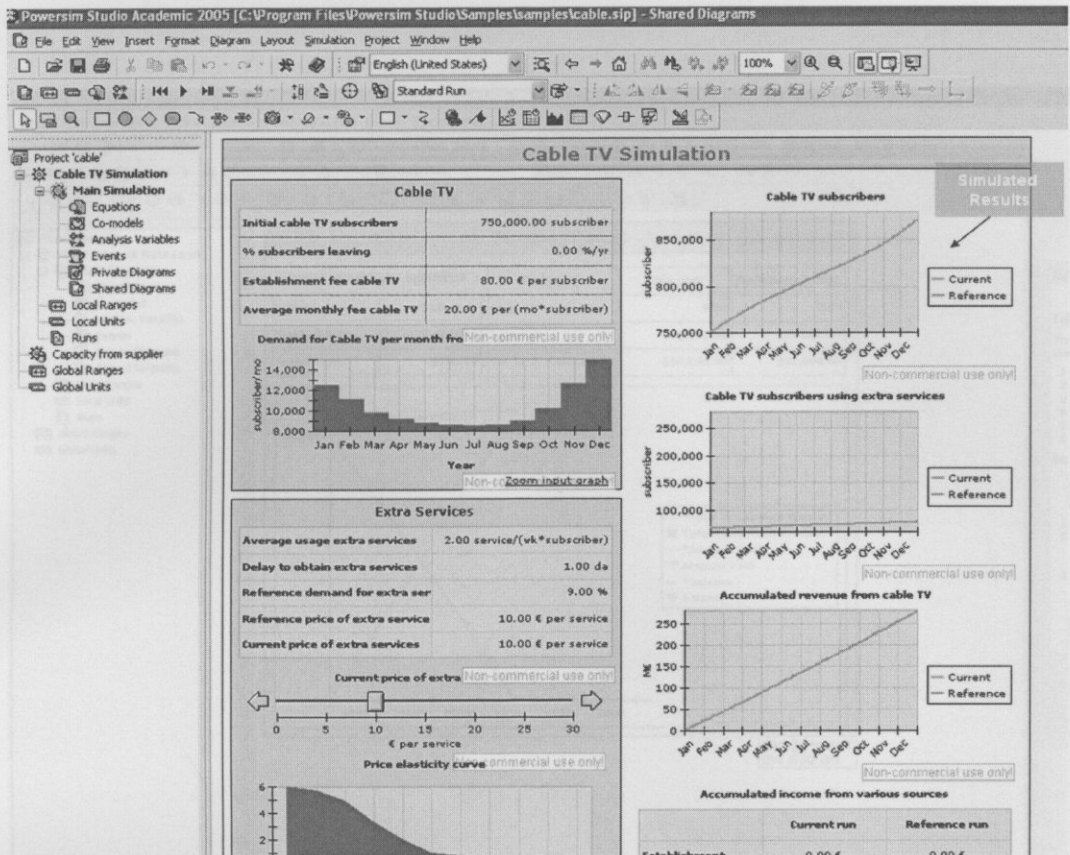 Powersim Studio Academic 2005 [C:\Program Files\Powersim Studio\Samples\samples\cable.sip] - Shared Diagrams
File Edit View Insert Format Diagram Layout Simulation Project Window Help
English (United States)
100%
Standard Run
Project 'cable'
Cable TV Simulation
Main Simulation
Equations
Co-models
Analysis Variables
Events
Private Diagrams
Shared Diagrams
Local Ranges
Local Units
Runs
Capacity from supplier
Global Ranges
Global Units
Cable TV Simulation
Cable TV
Initial cable TV subscribers 750,000.00 subscriber
% subscribers leaving 0.00 %/yr
Establishment fee cable TV 80.00 € per subscriber
Average monthly fee cable TV 20.00 € per (mo*subscriber)
Demand for Cable TV per month fro Non-commercial use only!
subscriber/mo
14,000
12,000
10,000
8,000
Jan Feb Mar Apr May Jun Jul Aug Sep Oct Nov Dec
Year
Non-co Zoom input graph
Extra Services
Average usage extra services 2.00 service/(wk*subscriber)
Delay to obtain extra services 1.00 da
Reference demand for extra ser 9.00 %
Reference price of extra service 10.00 € per service
Current price of extra services 10.00 € per service
Current price of extra Non-commercial use only!
0 5 10 15 20 25 30
€ per service
Price elasticity curve commercial use only!
6
4
2
Simulated
Results
Cable TV subscribers
subscriber
850,000
800,000
750,000
Jan Feb Mar Apr May Jun Jul Aug Sep Oct Nov Dec
Current
Reference
Non-commercial use only!
Cable TV subscribers using extra services
subscriber
250,000
200,000
150,000
100,000
Jan Feb Mar Apr May Jun Jul Aug Sep Oct Nov Dec
Current
Reference
Non-commercial use only!
Accumulated revenue from cable TV
M€
250
200
150
100
50
0
Jan Feb Mar Apr May Jun Jul Aug Sep Oct Nov Dec
Current
Reference
Non-commercial use only!
Accumulated income from various sources
Current run Reference run
Establishment 0.00 € 0.00 €